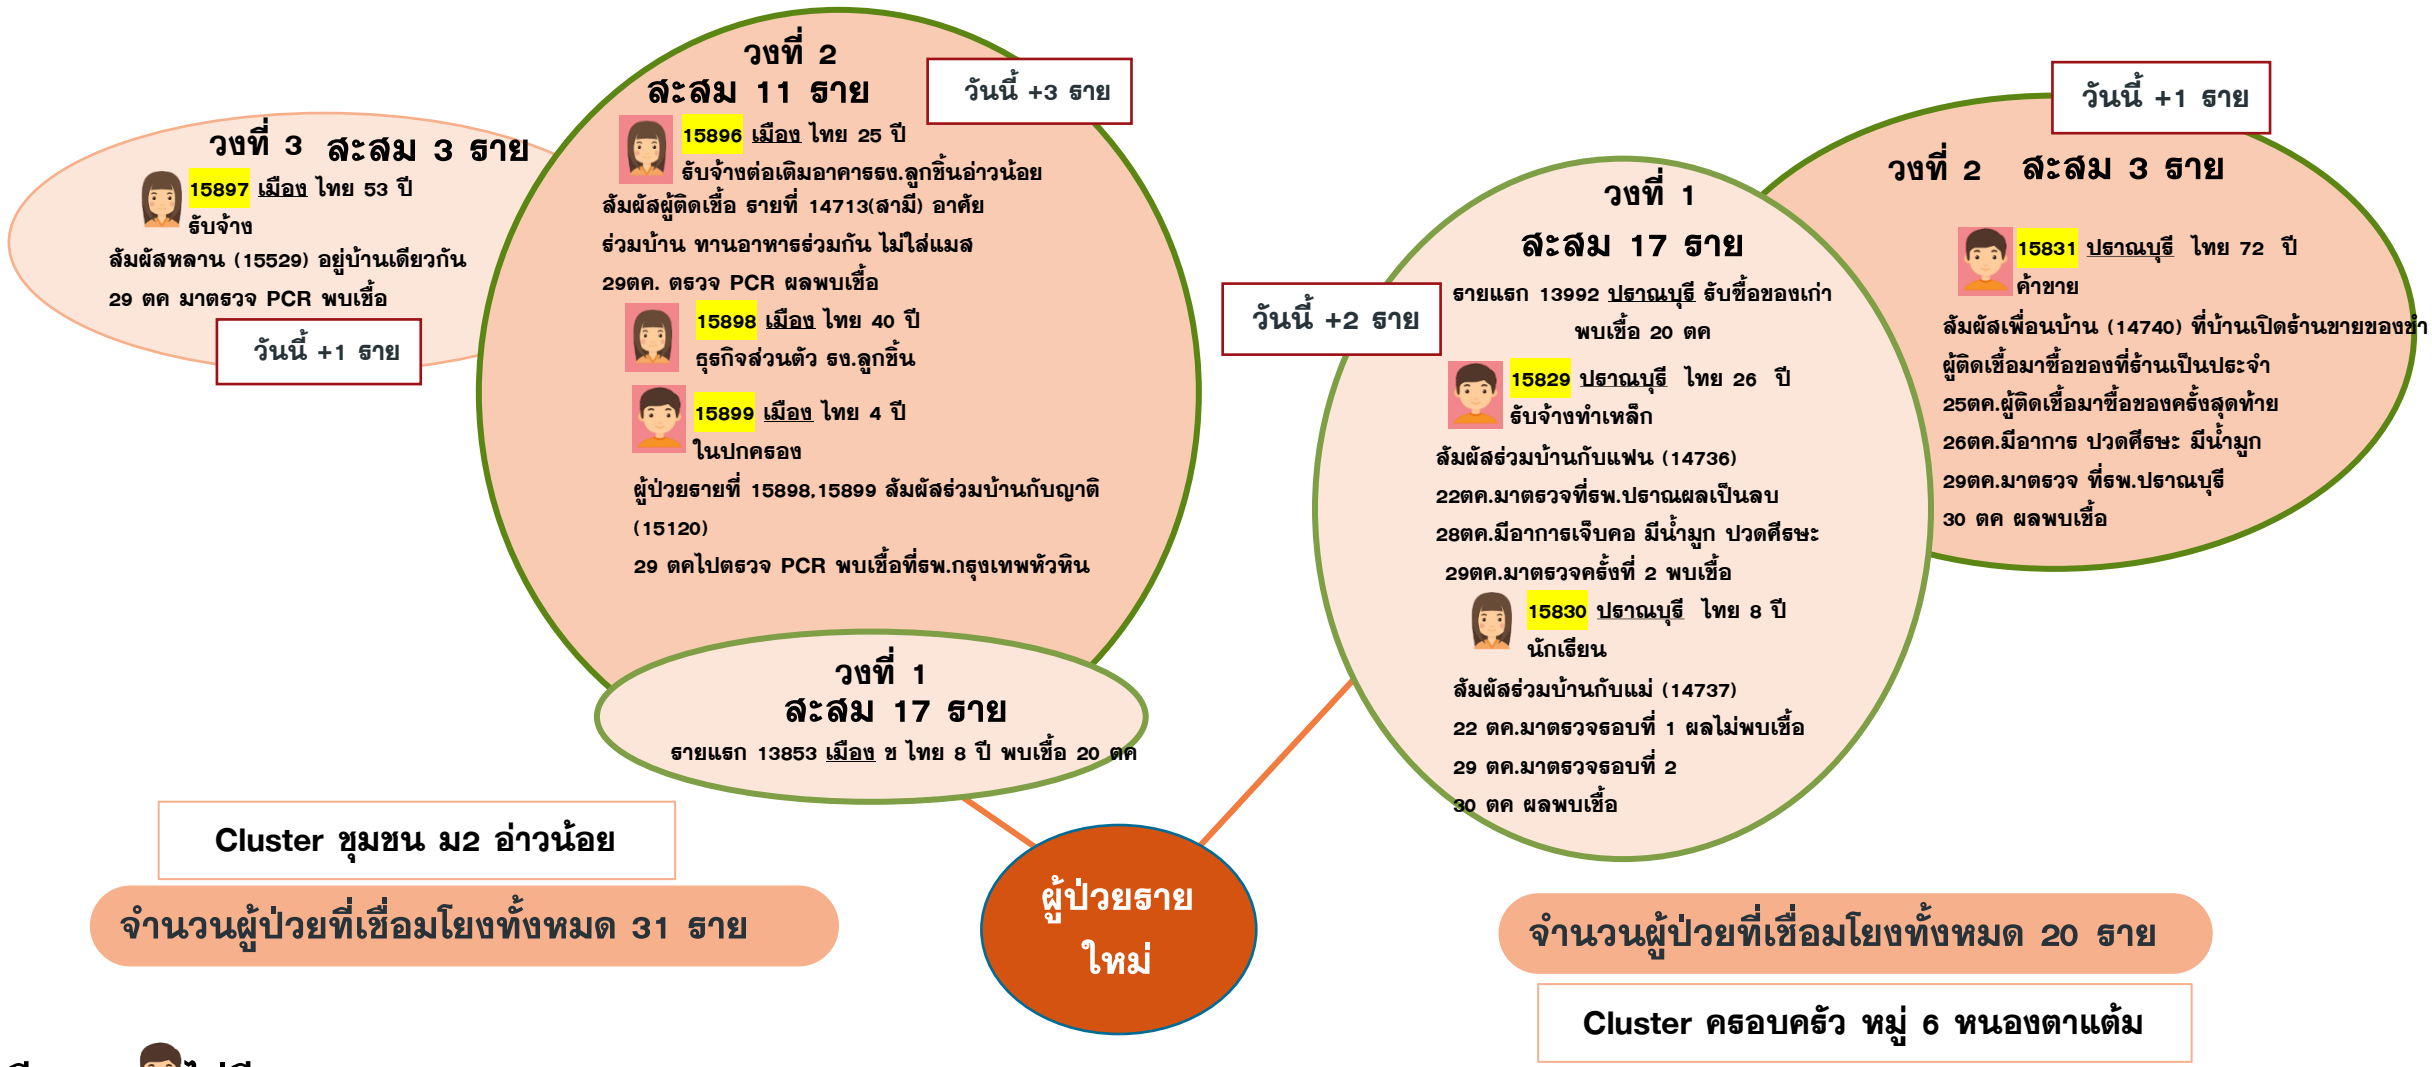 วงที่ 3 สะสม 3 ราย
15897 เมือง ไทย 53 ปี
รับจ้าง
สัมผัสหลาน (15529) อยู่บ้านเดียวกัน
29 ตค มาตรวจ PCR พบเชื้อ
วันนี้ +1 ราย
วงที่ 2
สะสม 11 ราย
วันนี้ +3 ราย
15896 เมือง ไทย 25 ปี
รับจ้างต่อเติมอาคารรง.ลูกชิ้นอ่าวน้อย
สัมผัสผู้ติดเชื้อ รายที่ 14713(สามี) อาศัย
ร่วมบ้าน ทานอาหารร่วมกัน ไม่ใส่แมส
29ตค. ตรวจ PCR ผลพบเชื้อ
15898 เมือง ไทย 40 ปี
ธุรกิจส่วนตัว รง.ลูกชิ้น
15899 เมือง ไทย 4 ปี
ในปกครอง
ผู้ป่วยรายที่ 15898,15899 สัมผัสร่วมบ้านกับญาติ
(15120)
29 ตคไปตรวจ PCR พบเชื้อที่รพ.กรุงเทพหัวหิน
วงที่ 1
สะสม 17 ราย
รายแรก 13853 เมือง ช ไทย 8 ปี พบเชื้อ 20 ตค
Cluster ชุมชน ม2 อ่าวน้อย
จำนวนผู้ป่วยที่เชื่อมโยงทั้งหมด 31 ราย
ผู้ป่วยราย
ใหม่
วงที่ 1
สะสม 17 ราย
วันนี้ +2 ราย
รายแรก 13992 ปราณบุรี รับซื้อของเก่า
พบเชื้อ 20 ตค
15829 ปราณบุรี ไทย 26 ปี
รับจ้างทำเหล็ก
สัมผัสร่วมบ้านกับแฟน (14736)
22ตค.มาตรวจที่รพ.ปราณผลเป็นลบ
28ตค.มีอาการเจ็บคอ มีน้ำมูก ปวดศีรษะ
29ตค.มาตรวจครั้งที่ 2 พบเชื้อ
15830 ปราณบุรี ไทย 8 ปี
นักเรียน
สัมผัสร่วมบ้านกับแม่ (14737)
22 ตค.มาตรวจรอบที่ 1 ผลไม่พบเชื้อ
29 ตค.มาตรวจรอบที่ 2
30 ตค ผลพบเชื้อ
วันนี้ +1 ราย
วงที่ 2 สะสม 3 ราย
15831 ปราณบุรี ไทย 72 ปี
ค้าขาย
สัมผัสเพื่อนบ้าน (14740) ที่บ้านเปิดร้านขายของชำ
ผู้ติดเชื้อมาซื้อของที่ร้านเป็นประจำ
25ตค.ผู้ติดเชื้อมาซื้อของครั้งสุดท้าย
26ตค.มีอาการ ปวดศีรษะ มีน้ำมูก
29ตค.มาตรวจ ที่รพ.ปราณบุรี
30 ตค ผลพบเชื้อ
จำนวนผู้ป่วยที่เชื่อมโยงทั้งหมด 20 ราย
Cluster ครอบครัว หมู่ 6 หนองตาแต้ม